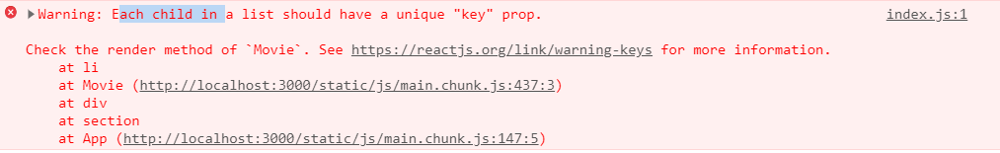 Warning: Each child in a list should have a unique "key" prop. index.js:1
Check the render method of `Movie`. See https://reactjs.org/link/warning-keys for more information.
at li
at Movie (http://localhost:3000/static/js/main.chunk.js:437:3)
at div
at section
at App (http://localhost:3000/static/js/main.chunk.js:147:5)